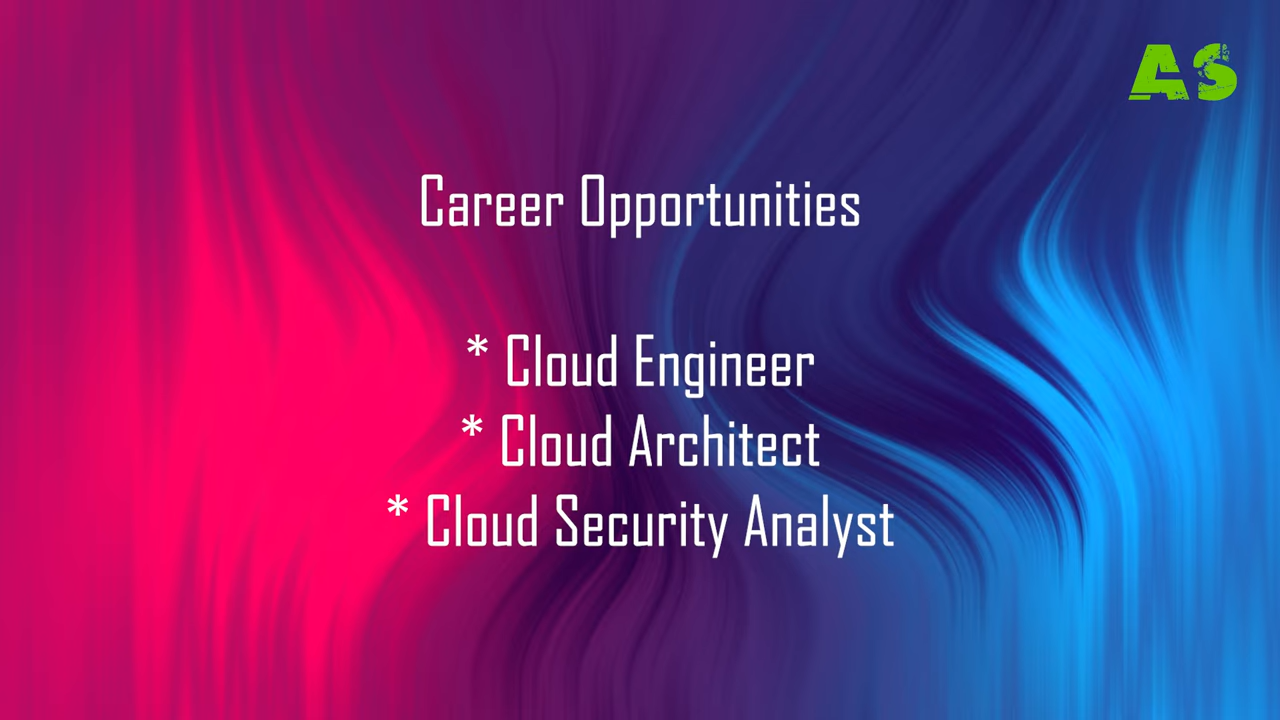 AS
Career Opportunities
* Cloud Engineer
* Cloud Architect
* Cloud Security Analyst